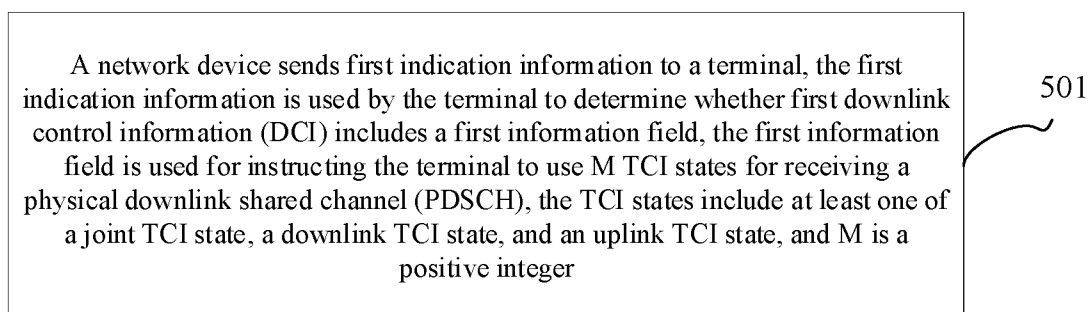 A network device sends first indication information to a terminal, the first
indication information is used by the terminal to determine whether first downlink
control information (DCI) includes a first information field, the first information
field is used for instructing the terminal to use M TCI states for receiving a
physical downlink shared channel (PDSCH), the TCI states include at least one of
a joint TCI state, a downlink TCI state, and an uplink TCI state, and M is a
positive integer
501